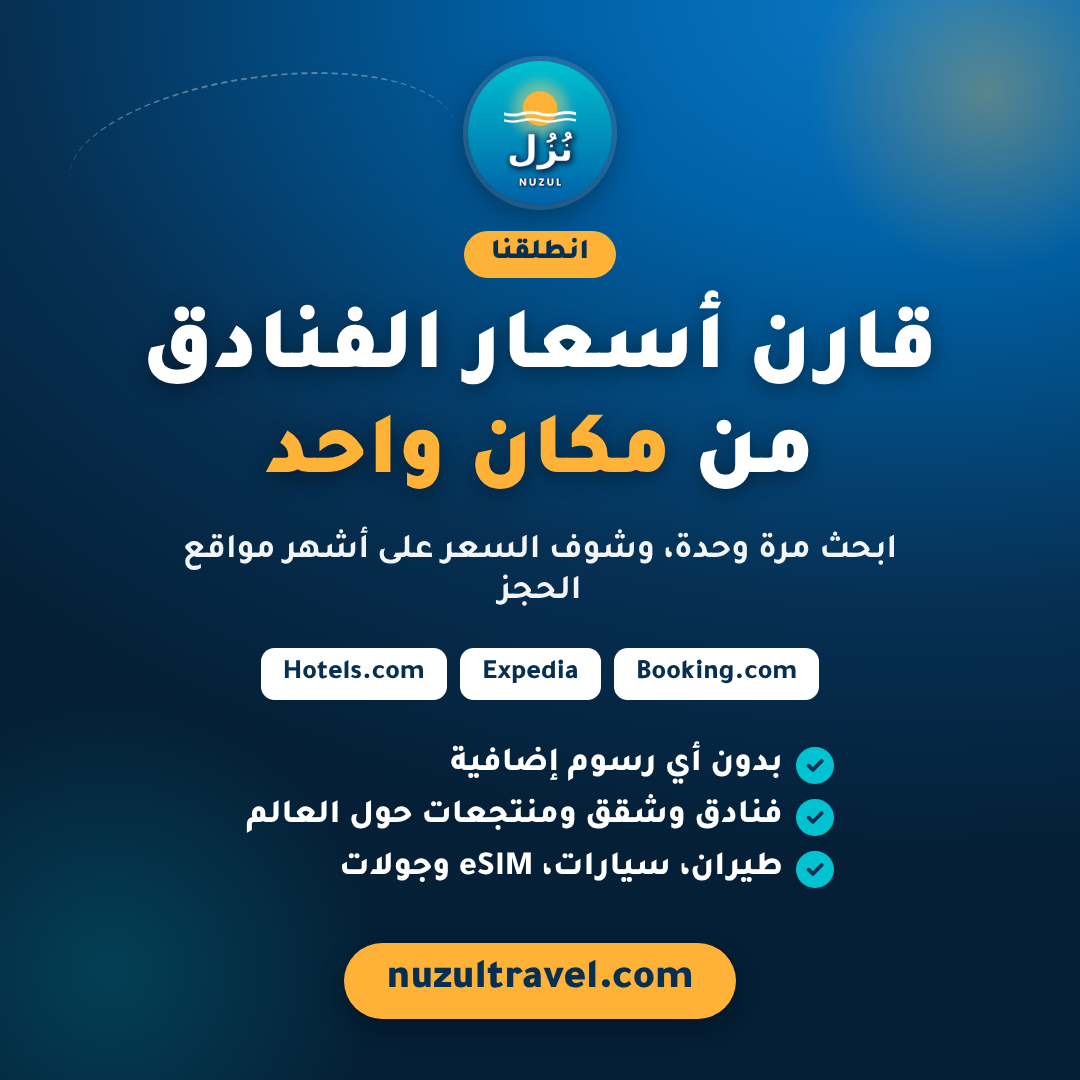 نُزُل
NUZUL
انطلقنا
قارن أسعار الفنادق
من مكان واحد
ابحث مرة وحدة، وشوف السعر على أشهر مواقع
الحجز
Booking.com
Expedia
Hotels.com
بدون أي رسوم إضافية
فنادق وشقق ومنتجعات حول العالم
طيران، سيارات، eSIM وجولات
nuzultravel.com